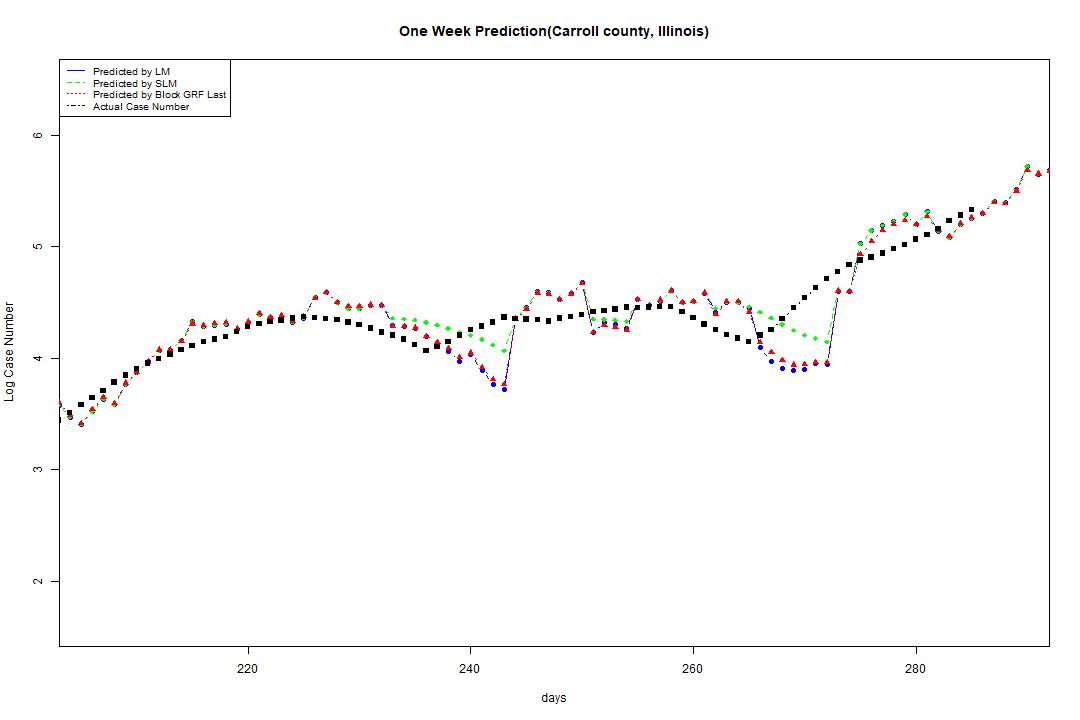 One Week Prediction(Carroll county, Illinois)
Predicted by LM
Predicted by SLM
Predicted by Block GRF Last
Actual Case Number
Log Case Number
6
5
4
3
2
220 240 260 280
days